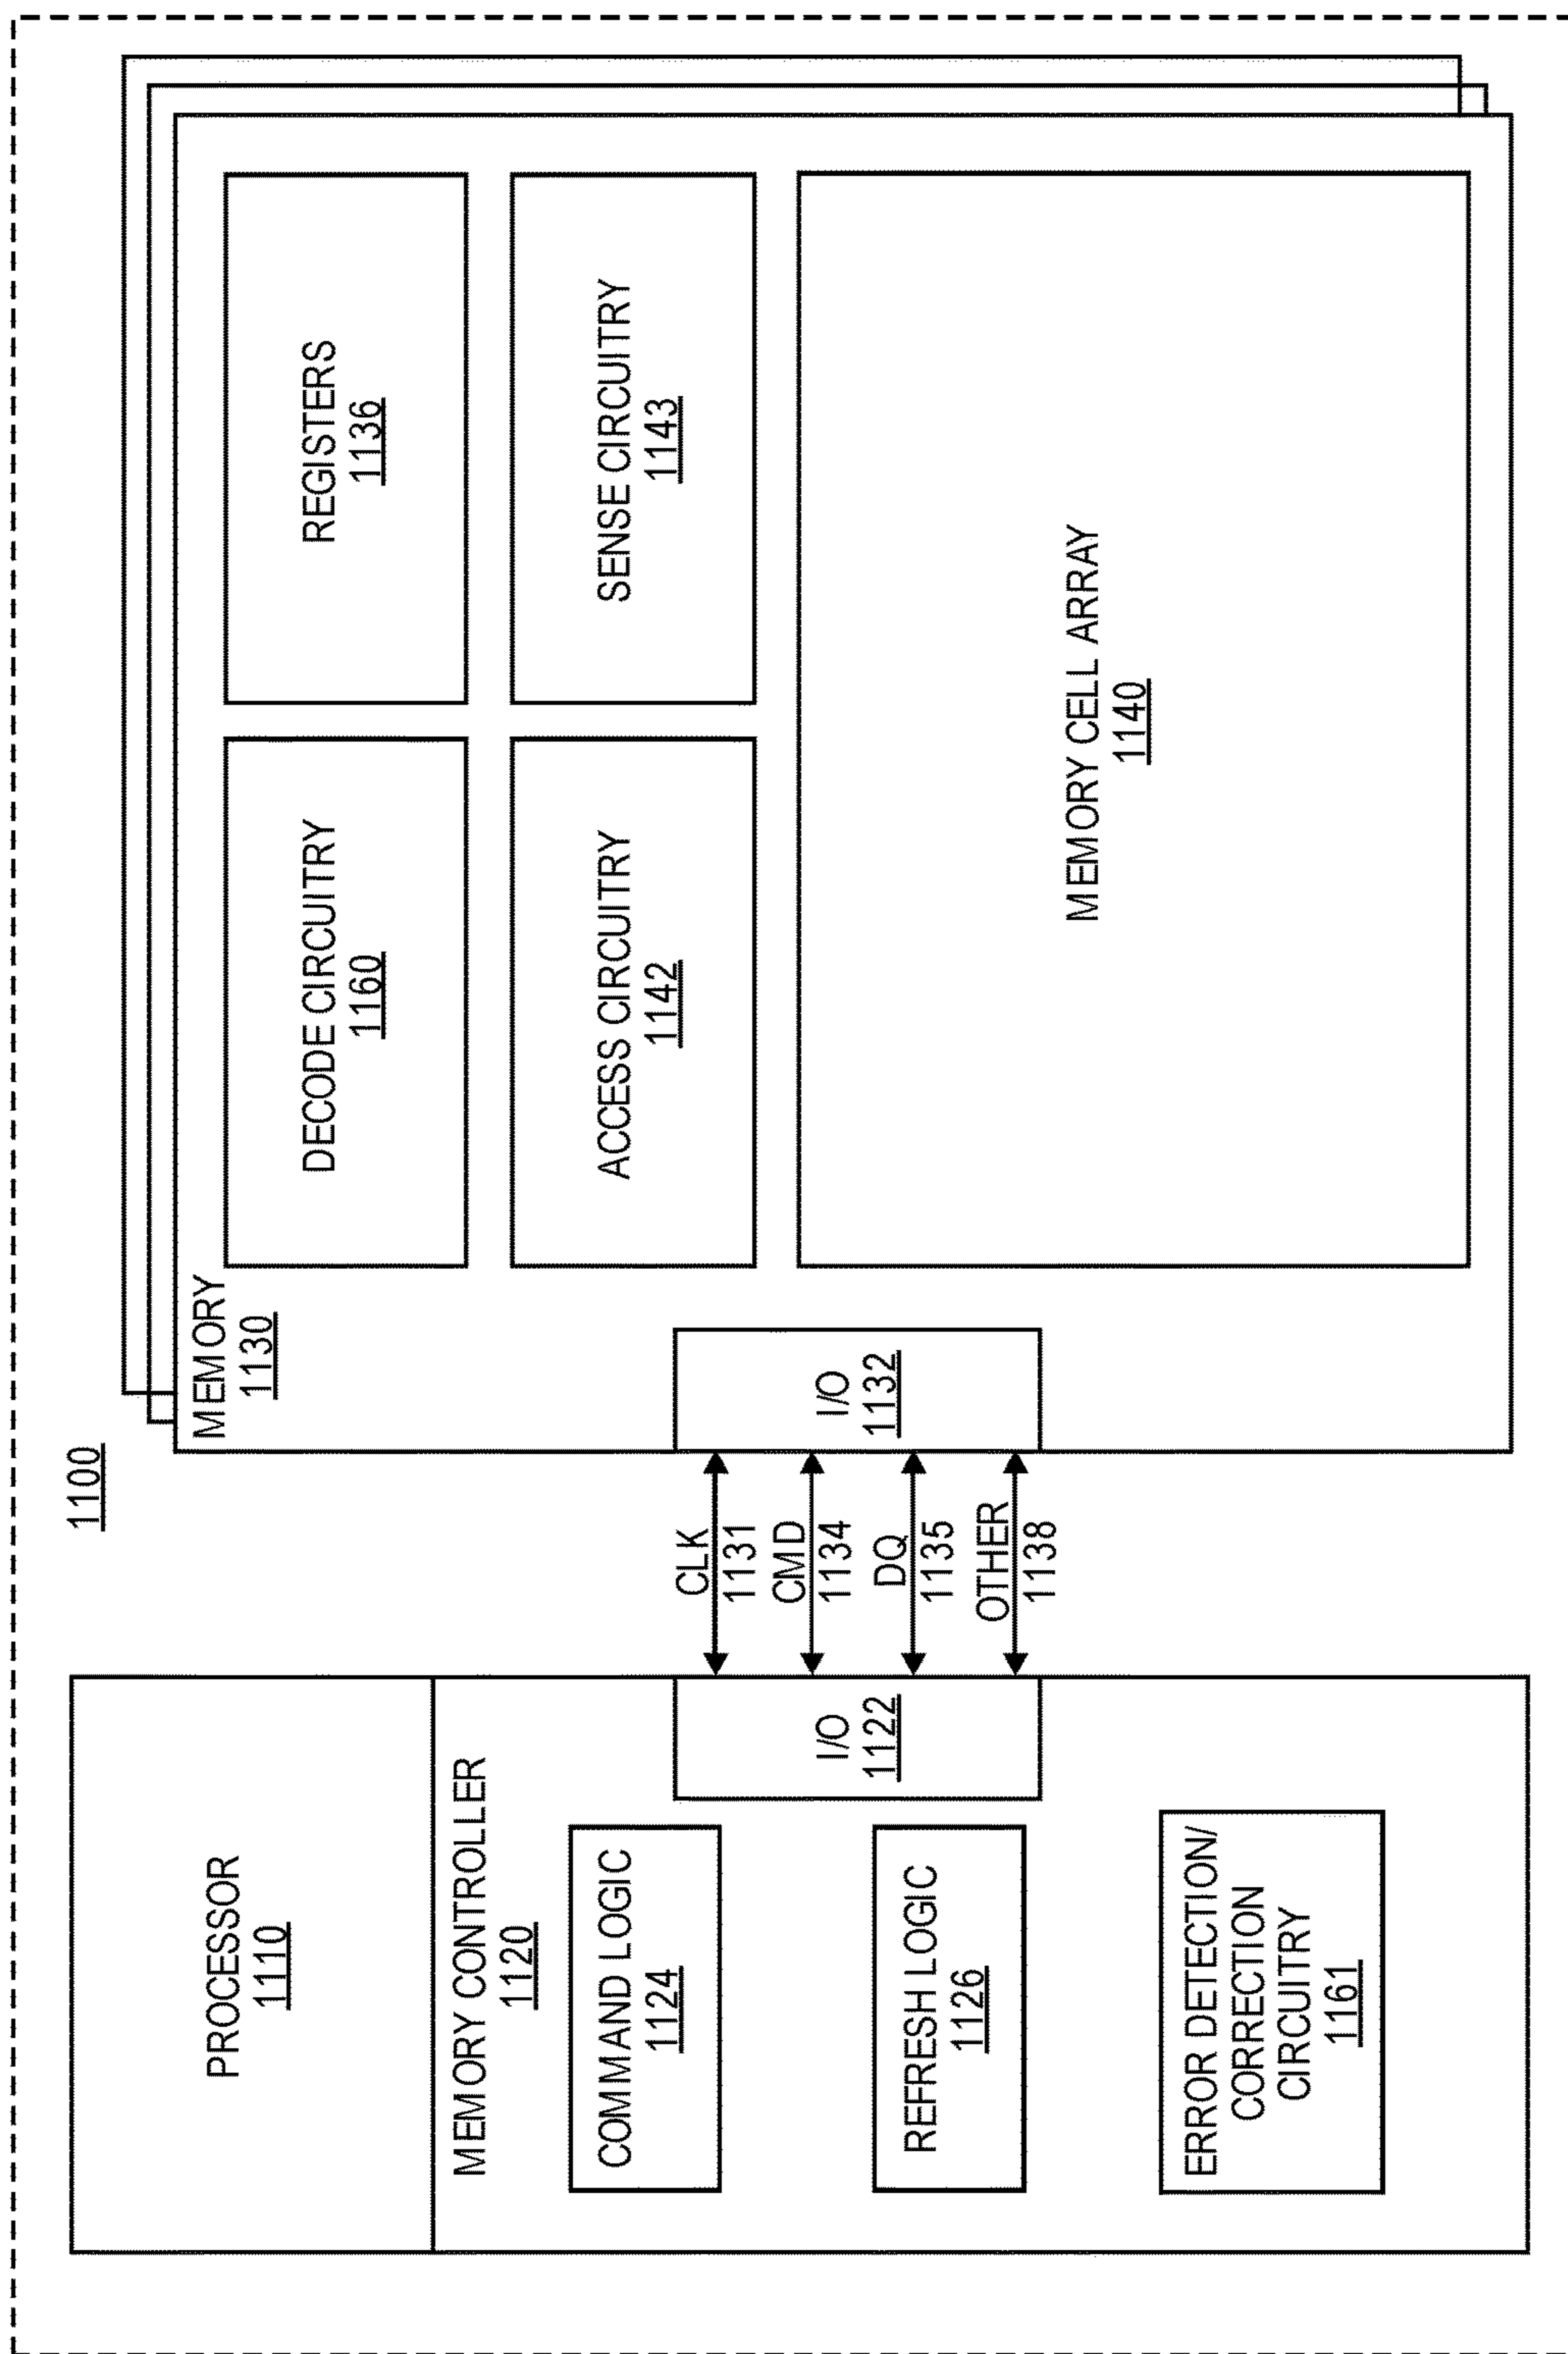 1100
PROCESSOR
1110
MEMORY CONTROLLER
1120
COMMAND LOGIC
1124
REFRESH LOGIC
1126
ERROR DETECTION/
CORRECTION
CIRCUITRY
1161
I/O
1122
CLK
1131
CMD
1134
DQ
1135
OTHER
1138
MEMORY
1130
I/O
1132
DECODE CIRCUITRY
1160
REGISTERS
1136
ACCESS CIRCUITRY
1142
SENSE CIRCUITRY
1143
MEMORY CELL ARRAY
1140